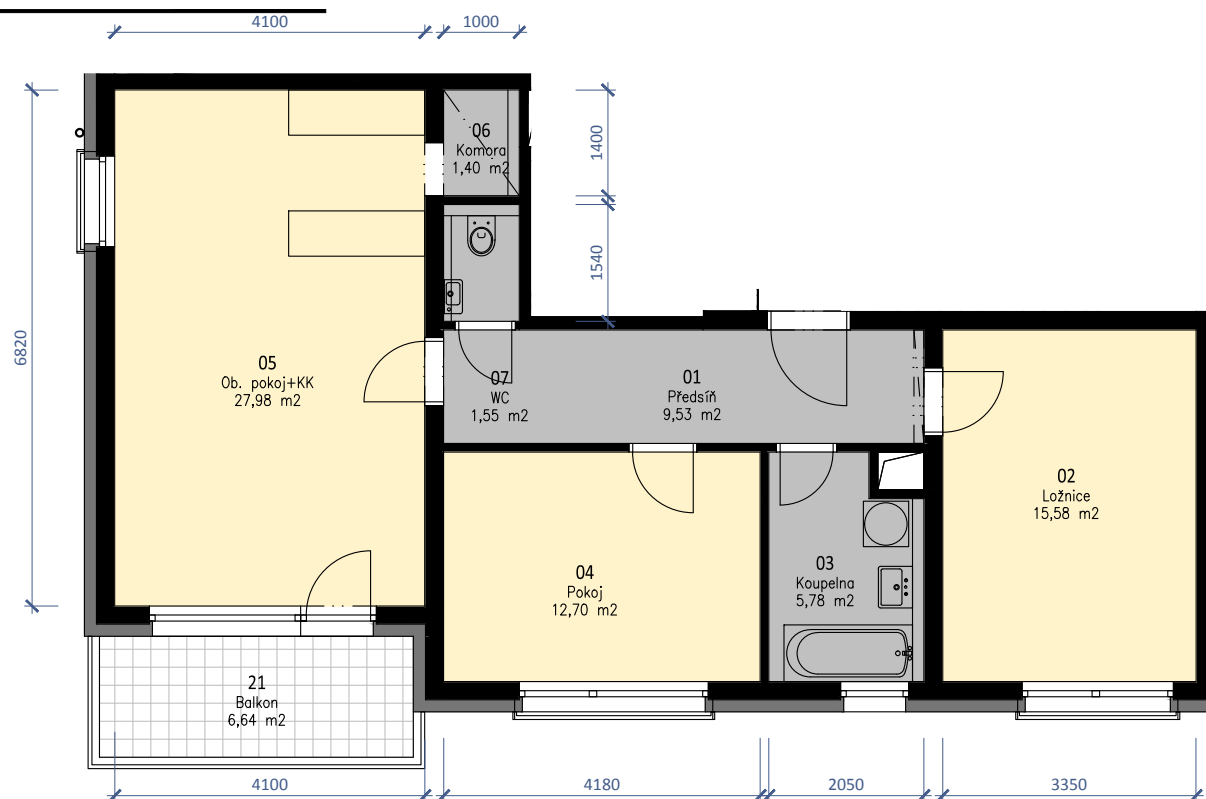 4100
1000
06
Komora
1,40 m2
1400
1540
6820
05
Ob. pokoj+KK
27,98 m2
07
WC
1,55 m2
01
Předsíň
9,53 m2
02
Ložnice
15,58 m2
04
Pokoj
12,70 m2
03
Koupelna
5,78 m2
21
Balkon
6,64 m2
4100
4180
2050
3350